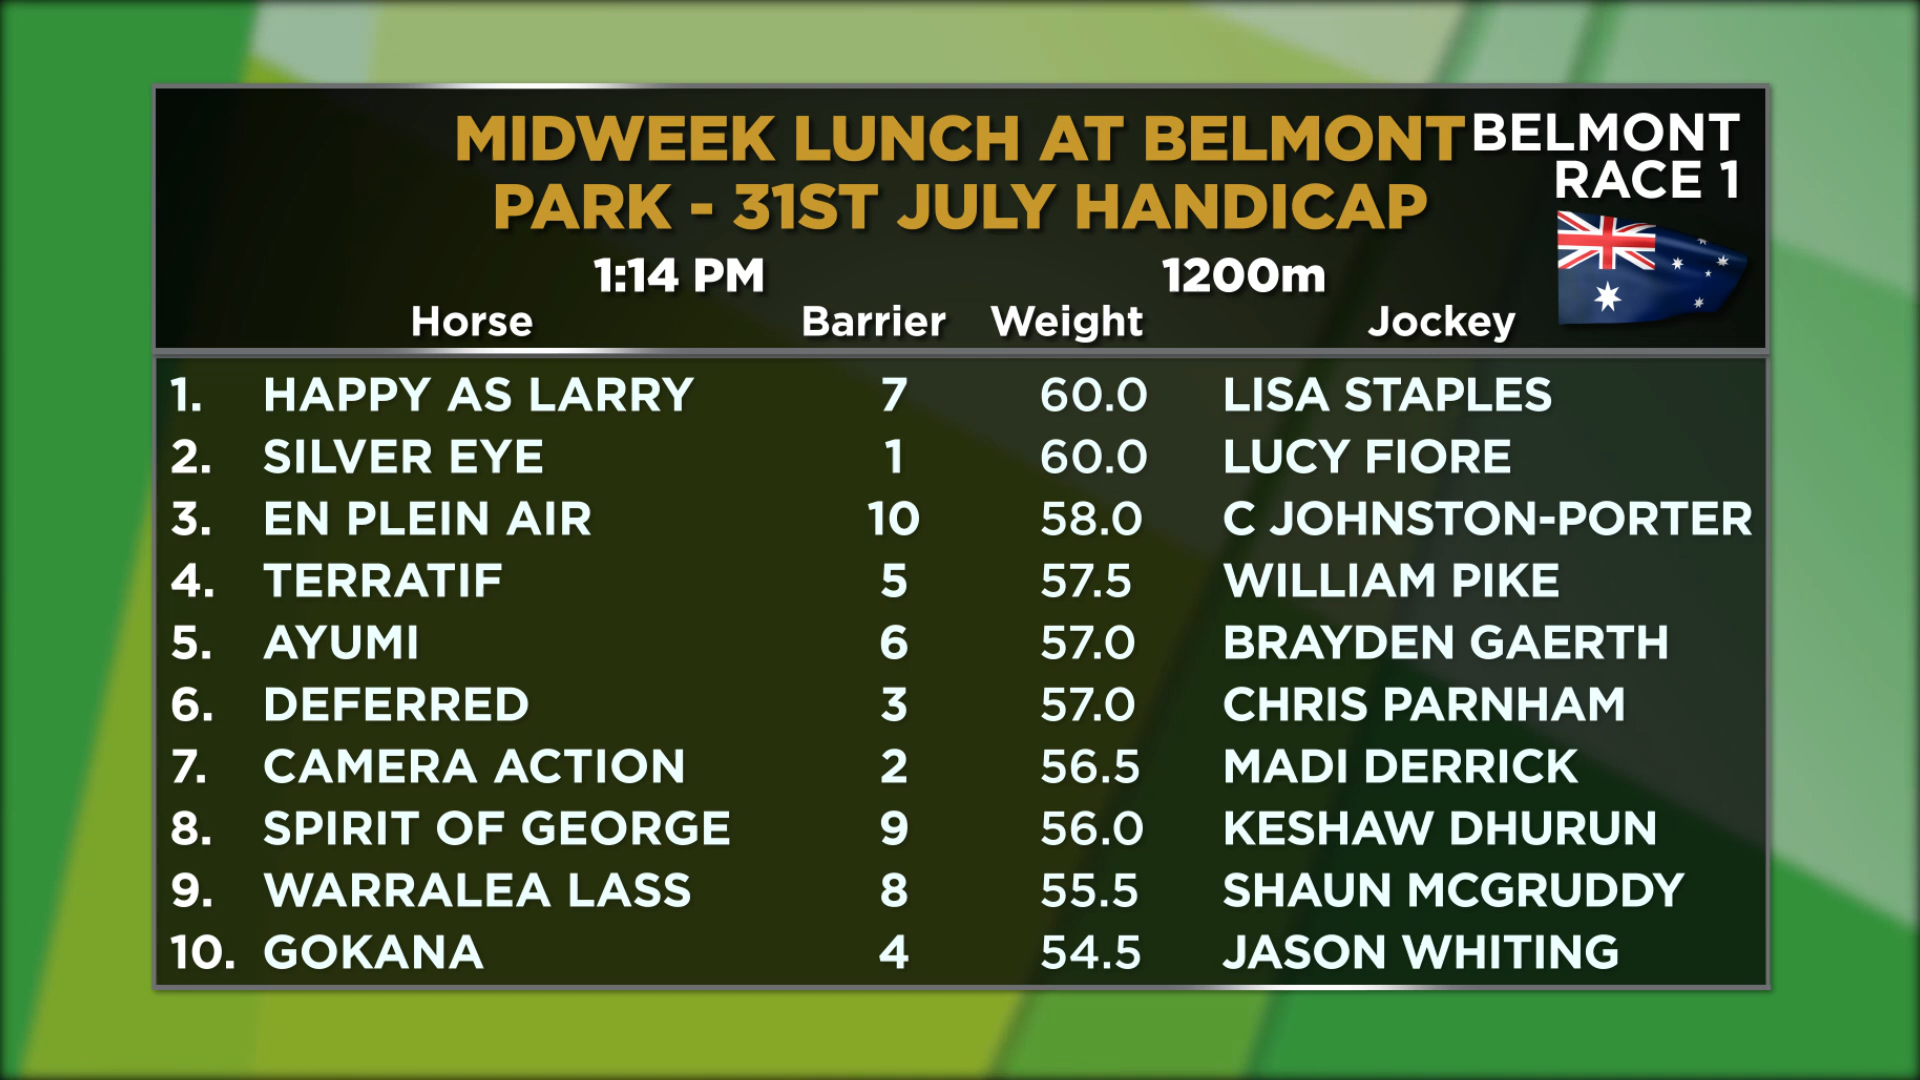 MIDWEEK LUNCH AT BELMONT
PARK - 31ST JULY HANDICAP
BELMONT
RACE 1
1:14 PM 1200m
Horse Barrier Weight Jockey
1. HAPPY AS LARRY 7 60.0 LISA STAPLES
2. SILVER EYE 1 60.0 LUCY FIORE
3. EN PLEIN AIR 10 58.0 C JOHNSTON-PORTER
4. TERRATIF 5 57.5 WILLIAM PIKE
5. AYUMI 6 57.0 BRAYDEN GAERTH
6. DEFERRED 3 57.0 CHRIS PARNHAM
7. CAMERA ACTION 2 56.5 MADI DERRICK
8. SPIRIT OF GEORGE 9 56.0 KESHAW DHURUN
9. WARRALEA LASS 8 55.5 SHAUN MCGRUDDY
10. GOKANA 4 54.5 JASON WHITING